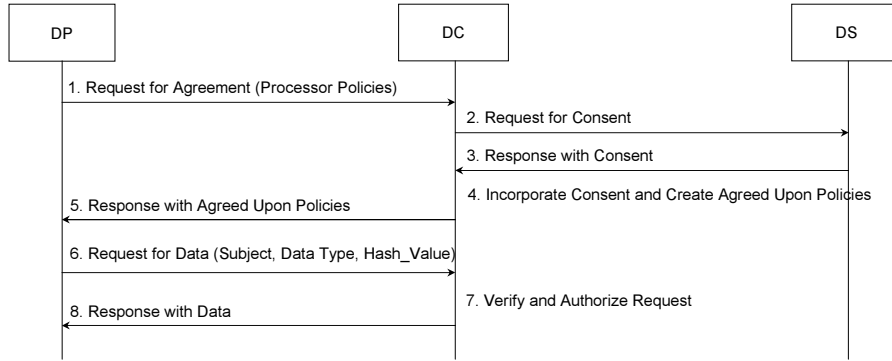 DP
DC
DS
1. Request for Agreement (Processor Policies)
2. Request for Consent
3. Response with Consent
4. Incorporate Consent and Create Agreed Upon Policies
5. Response with Agreed Upon Policies
6. Request for Data (Subject, Data Type, Hash_Value)
7. Verify and Authorize Request
8. Response with Data